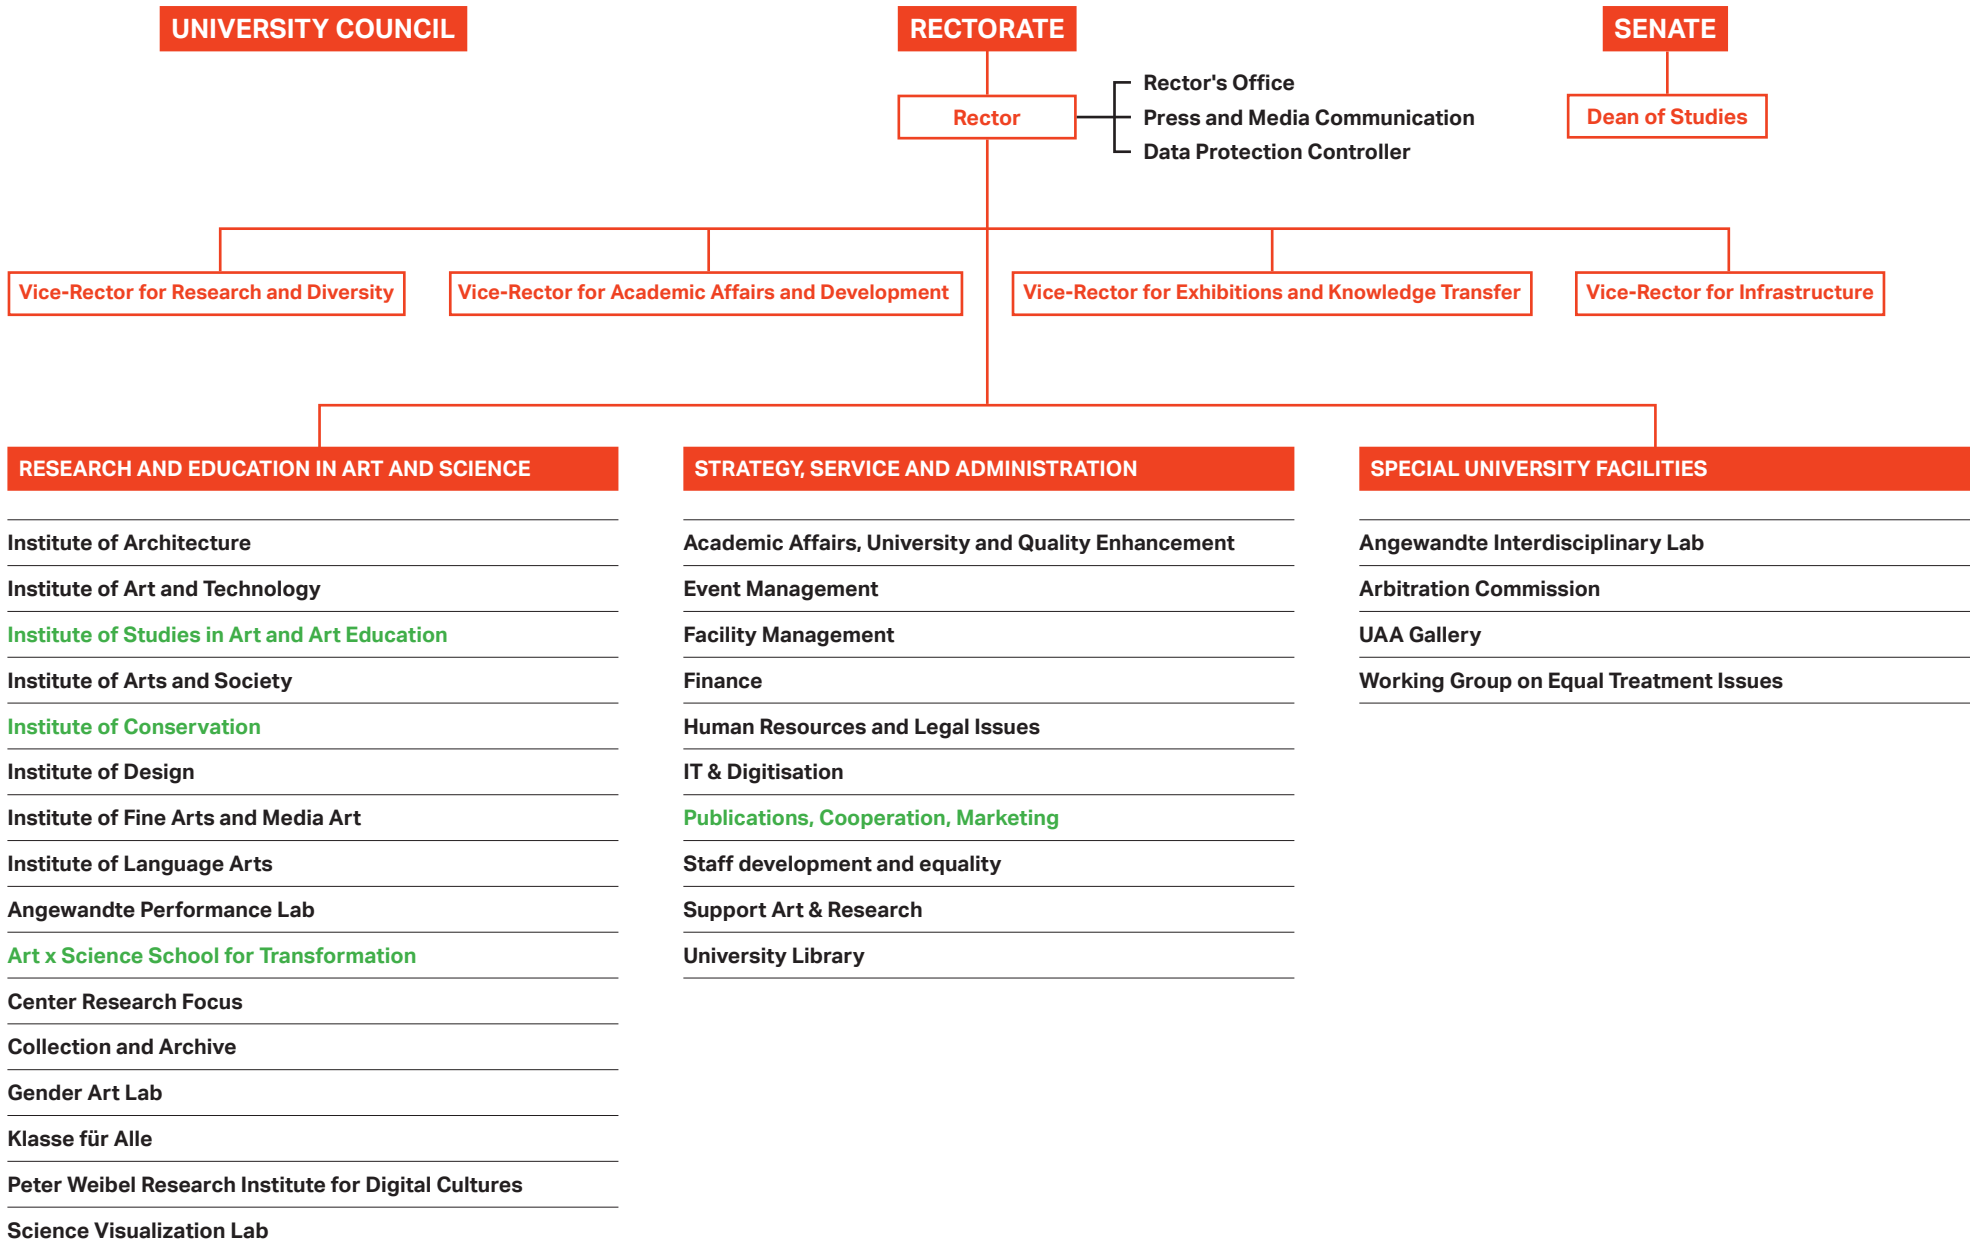 UNIVERSITY COUNCIL
RECTORATE
SENATE
Rector
Rector's Office
Press and Media Communication
Data Protection Controller
Dean of Studies
Vice-Rector for Research and Diversity
Vice-Rector for Academic Affairs and Development
Vice-Rector for Exhibitions and Knowledge Transfer
Vice-Rector for Infrastructure
RESEARCH AND EDUCATION IN ART AND SCIENCE
Institute of Architecture
Institute of Art and Technology
Institute of Studies in Art and Art Education
Institute of Arts and Society
Institute of Conservation
Institute of Design
Institute of Fine Arts and Media Art
Institute of Language Arts
Angewandte Performance Lab
Art x Science School for Transformation
Center Research Focus
Collection and Archive
Gender Art Lab
Klasse für Alle
Peter Weibel Research Institute for Digital Cultures
Science Visualization Lab
STRATEGY, SERVICE AND ADMINISTRATION
Academic Affairs, University and Quality Enhancement
Event Management
Facility Management
Finance
Human Resources and Legal Issues
IT & Digitisation
Publications, Cooperation, Marketing
Staff development and equality
Support Art & Research
University Library
SPECIAL UNIVERSITY FACILITIES
Angewandte Interdisciplinary Lab
Arbitration Commission
UAA Gallery
Working Group on Equal Treatment Issues